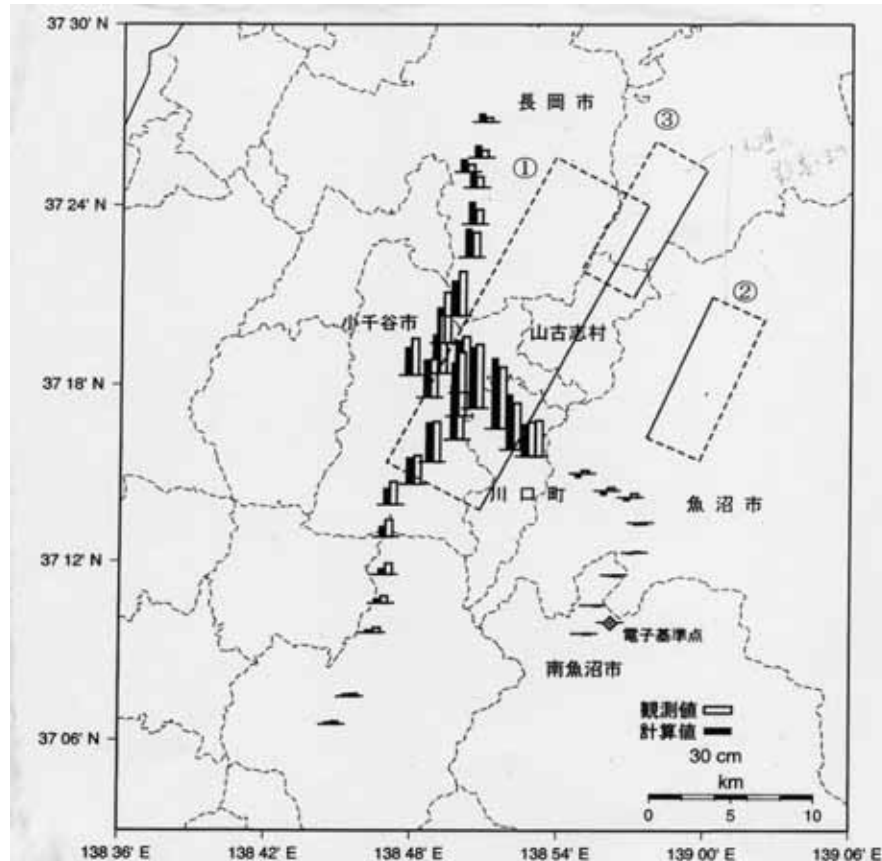 37 30' N
37 24' N
37 18' N
37 12' N
37 06' N
長岡市
③
①
②
小千谷市
山古志村
川口町
魚沼市
電子基準点
南魚沼市
観測値
計算値
30 cm
km
0 5 10
138 36' E 138 42' E 138 48' E 138 54' E 139 00' E 139 06' E